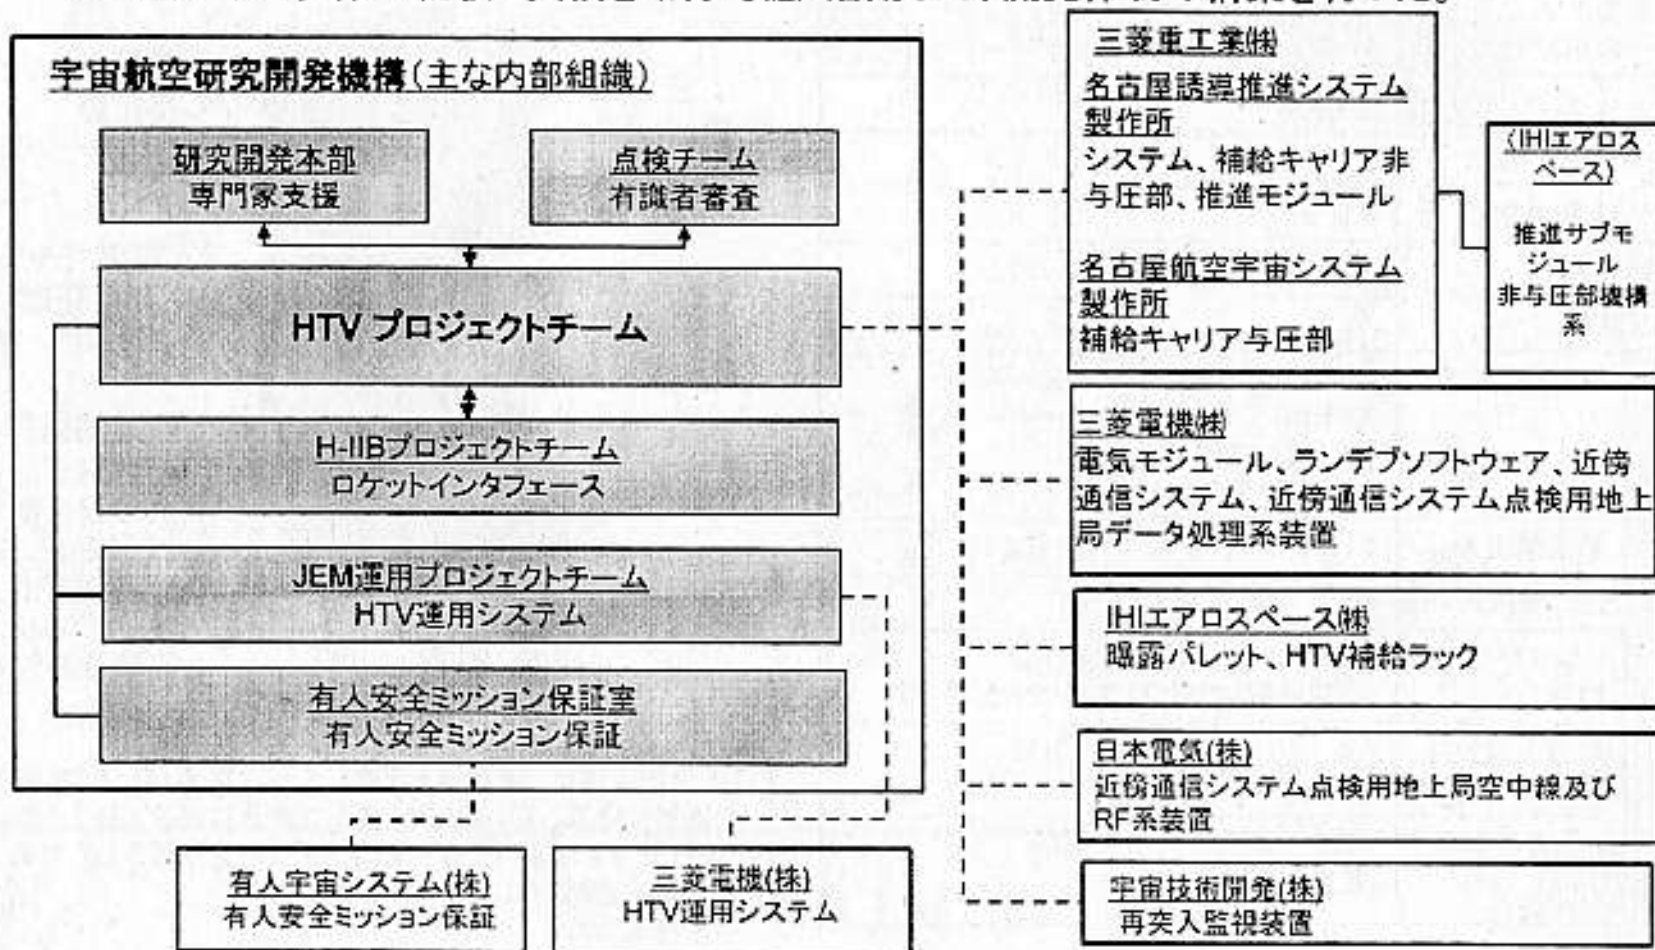 宇宙航空研究開発機構(主な内部組織)
研究開発本部
専門家支援
点検チーム
有識者審査
HTV プロジェクトチーム
H-IIBプロジェクトチーム
ロケットインタフェース
JEM運用プロジェクトチーム
HTV運用システム
有人安全ミッション保証室
有人安全ミッション保証
有人宇宙システム(株)
有人安全ミッション保証
三菱電機(株)
HTV運用システム
三菱重工業㈱
名古屋誘導推進システム
製作所
システム、補給キャリア非
与圧部、推進モジュール
名古屋航空宇宙システム
製作所
補給キャリア与圧部
(IHIエアロス
ペース)
推進サブモ
ジュール
非与圧部機構
系
三菱電機㈱
電気モジュール、ランデブソフトウェア、近傍
通信システム、近傍通信システム点検用地上
局データ処理系装置
IHIエアロスペース㈱
曝露パレット、HTV補給ラック
日本電気(株)
近傍通信システム点検用地上局空中線及び
RF系装置
宇宙技術開発(株)
再突入監視装置